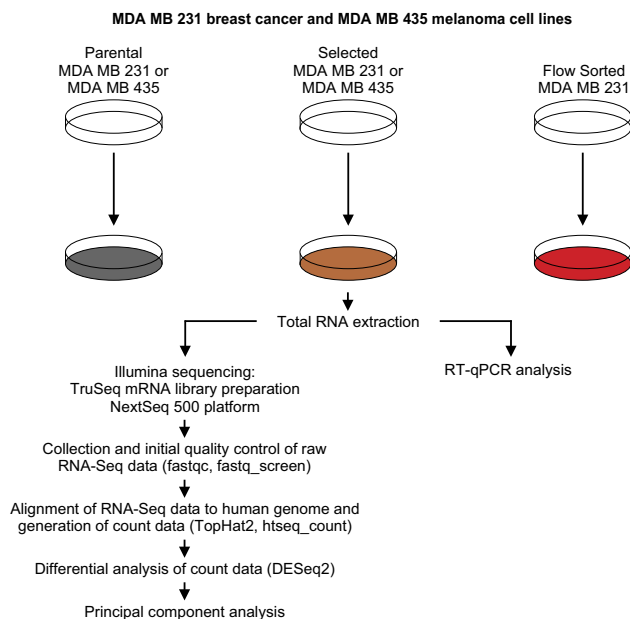 MDA MB 231 breast cancer and MDA MB 435 melanoma cell lines
Parental
MDA MB 231 or
MDA MB 435
Selected
MDA MB 231 or
MDA MB 435
Flow Sorted
MDA MB 231
Total RNA extraction
Illumina sequencing:
TruSeq mRNA library preparation
NextSeq 500 platform
RT-qPCR analysis
Collection and initial quality control of raw
RNA-Seq data (fastqc, fastq_screen)
Alignment of RNA-Seq data to human genome and
generation of count data (TopHat2, htseq_count)
Differential analysis of count data (DESeq2)
Principal component analysis